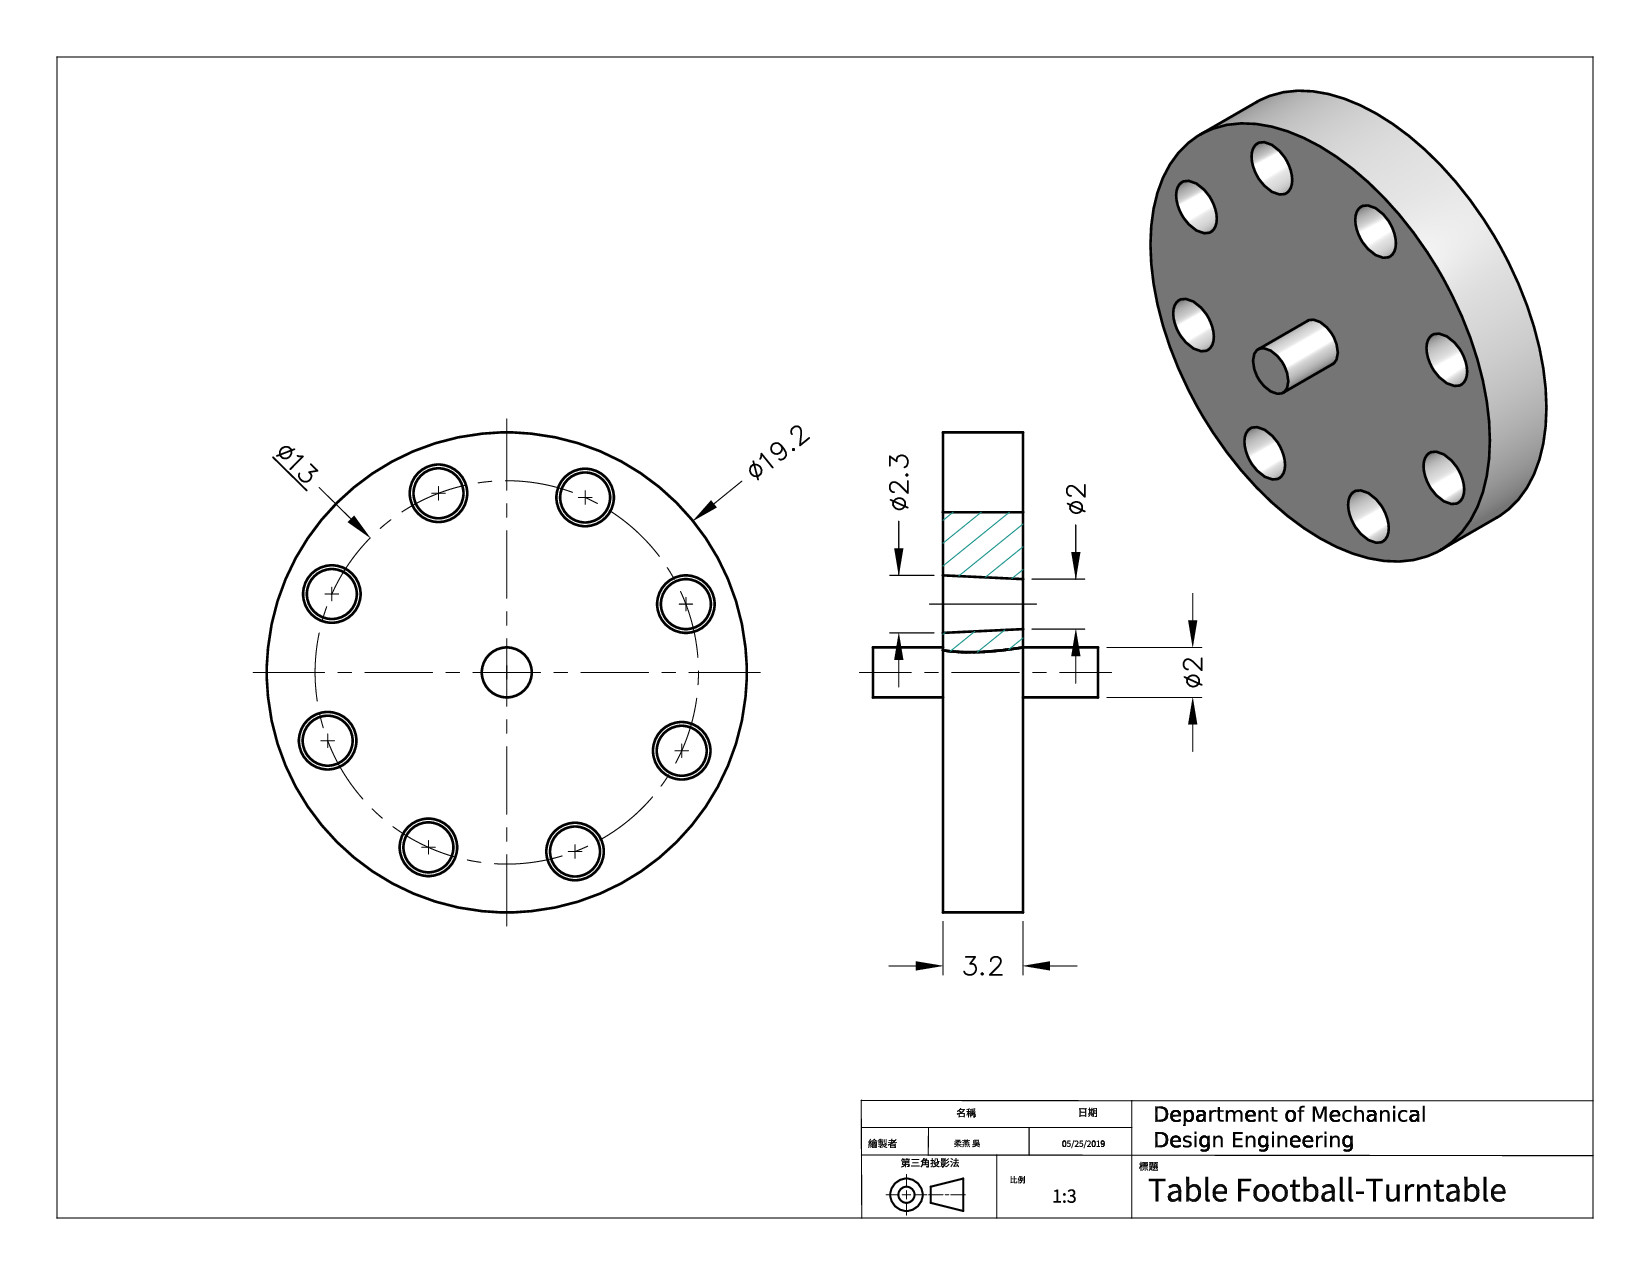 ø13
ø19.2
ø2.3
ø2
ø2
3.2
名稱
日期
Department of Mechanical
Design Engineering
繪製者
柔燕 吳
05/25/2019
第三角投影法
比例
1:3
標題
Table Football-Turntable